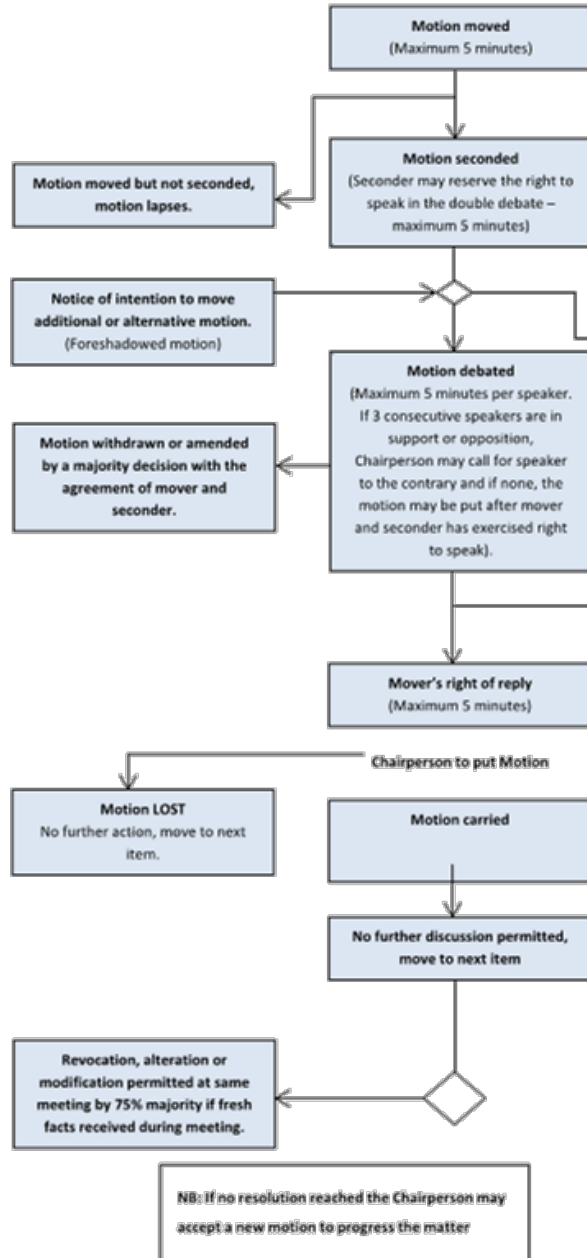 Motion moved
(Maximum 5 minutes)
Motion seconded
(Seconder may reserve the right to
speak in the double debate –
maximum 5 minutes)
Motion moved but not seconded,
motion lapses.
Notice of intention to move
additional or alternative motion.
(Foreshadowed motion)
Motion debated
(Maximum 5 minutes per speaker.
If 3 consecutive speakers are in
support or opposition,
Chairperson may call for speaker
to the contrary and if none, the
motion may be put after mover
and seconder has exercised right
to speak).
Motion withdrawn or amended
by a majority decision with the
agreement of mover and
seconder.
Mover's right of reply
(Maximum 5 minutes)
Chairperson to put Motion
Motion LOST
No further action, move to next
item.
Motion carried
No further discussion permitted,
move to next item
Revocation, alteration or
modification permitted at same
meeting by 75% majority if fresh
facts received during meeting.
NB: If no resolution reached the Chairperson may
accept a new motion to progress the matter